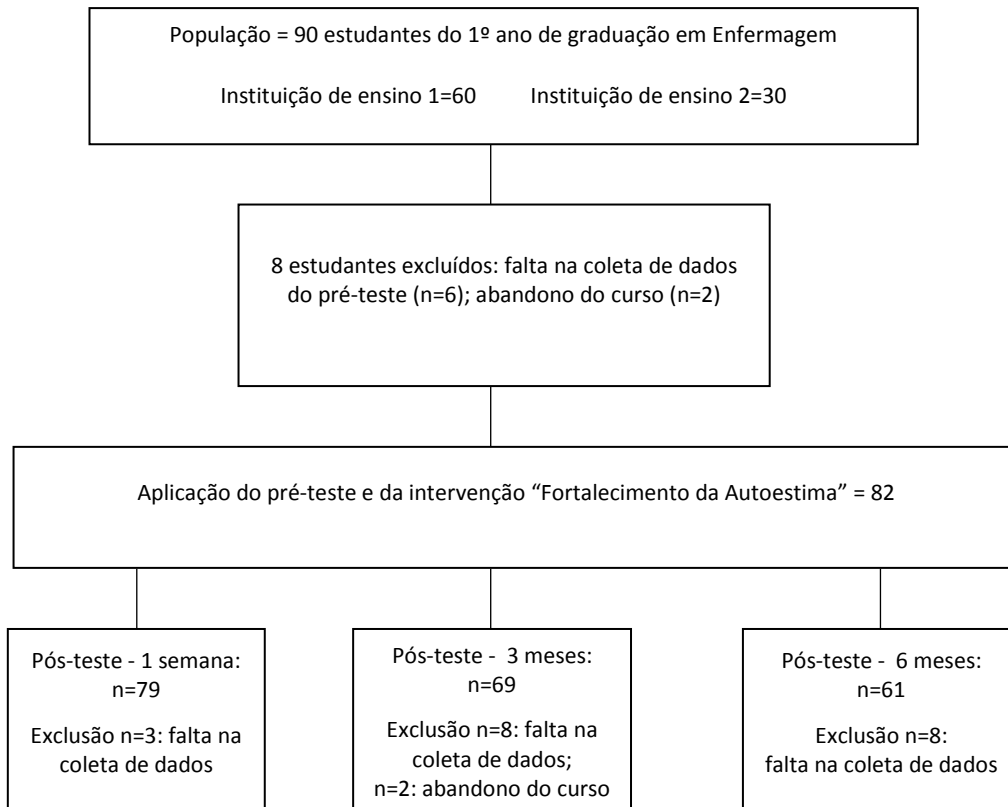 População = 90 estudantes do 1º ano de graduação em Enfermagem
Instituição de ensino 1=60 Instituição de ensino 2=30
8 estudantes excluídos: falta na coleta de dados
do pré-teste (n=6); abandono do curso (n=2)
Aplicação do pré-teste e da intervenção “Fortalecimento da Autoestima” = 82
Pós-teste - 1 semana:
n=79
Exclusão n=3: falta na
coleta de dados
Pós-teste - 3 meses:
n=69
Exclusão n=8: falta na
coleta de dados;
n=2: abandono do curso
Pós-teste - 6 meses:
n=61
Exclusão n=8:
falta na coleta de dados